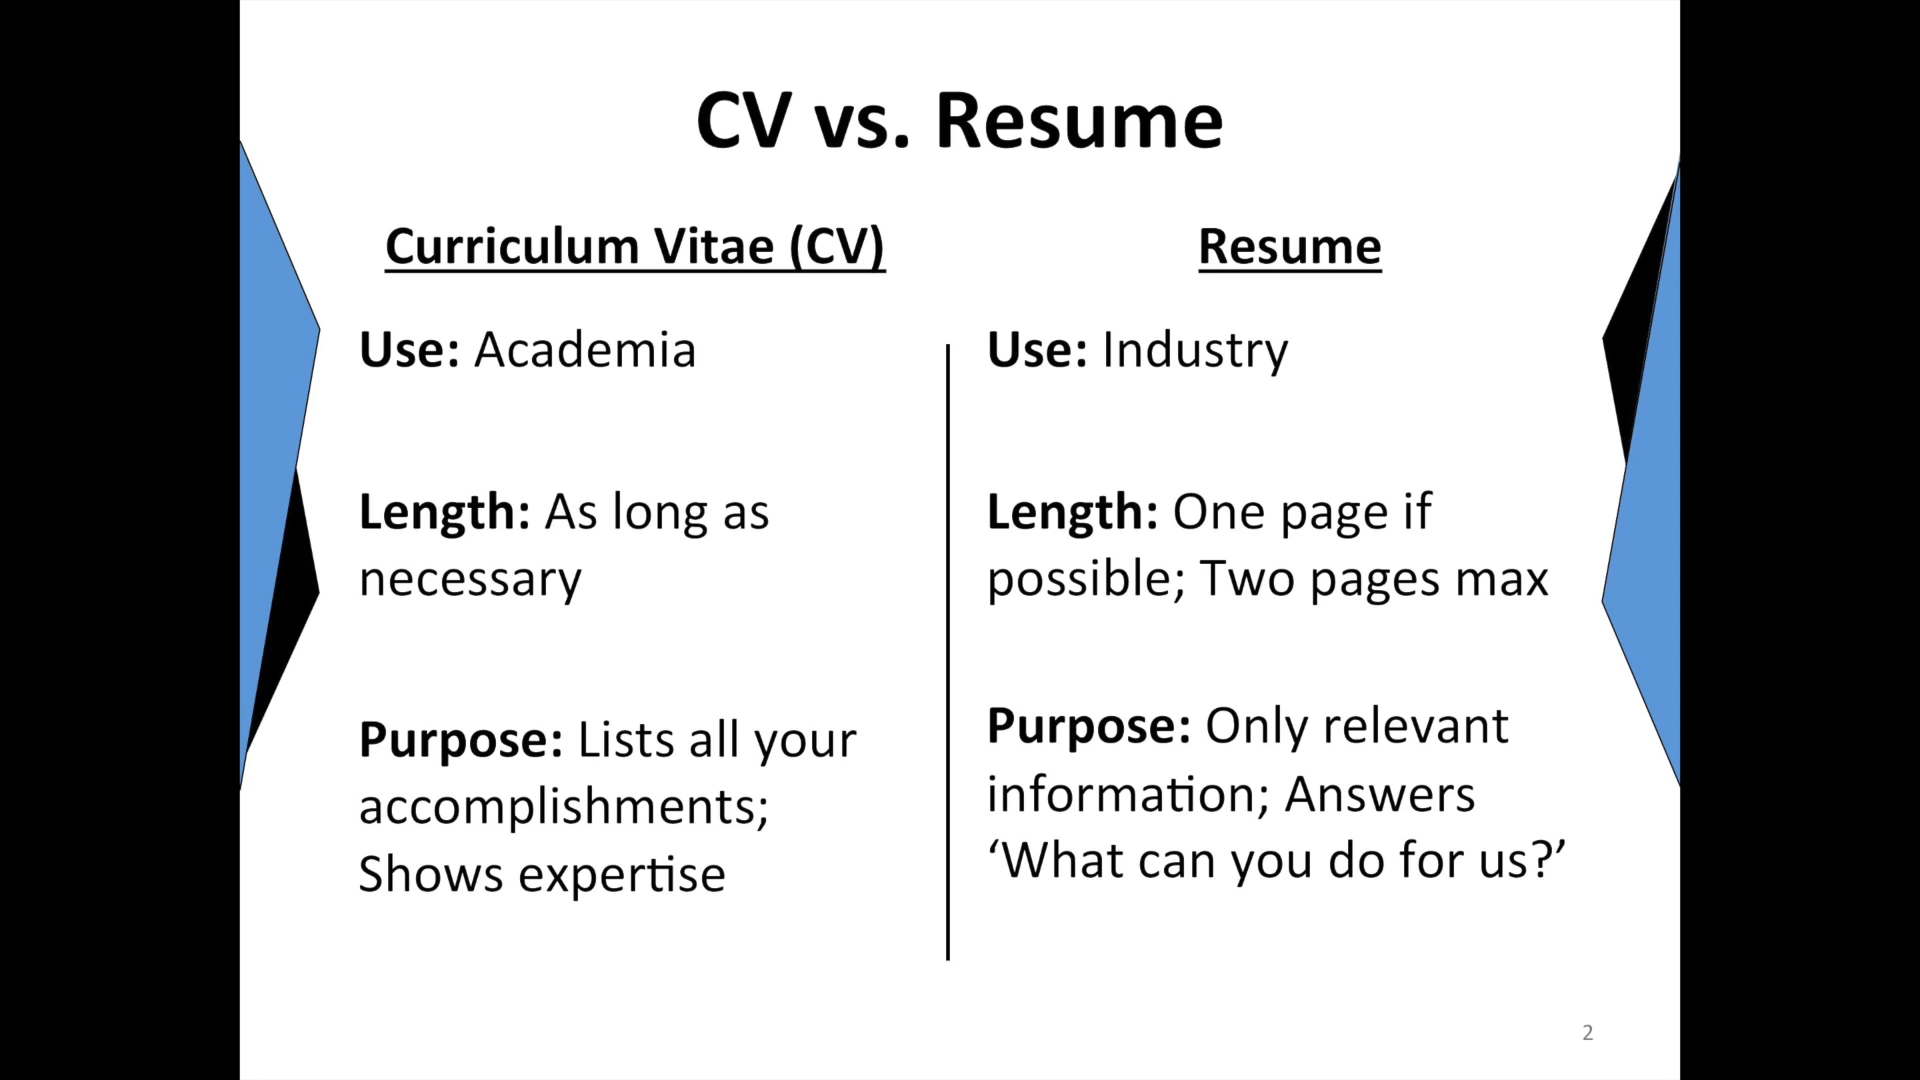 CV vs. Resume
Curriculum Vitae (CV)
Use: Academia
Length: As long as
necessary
Purpose: Lists all your
accomplishments;
Shows expertise
Resume
Use: Industry
Length: One page if
possible; Two pages max
Purpose: Only relevant
information; Answers
‘What can you do for us?’
2